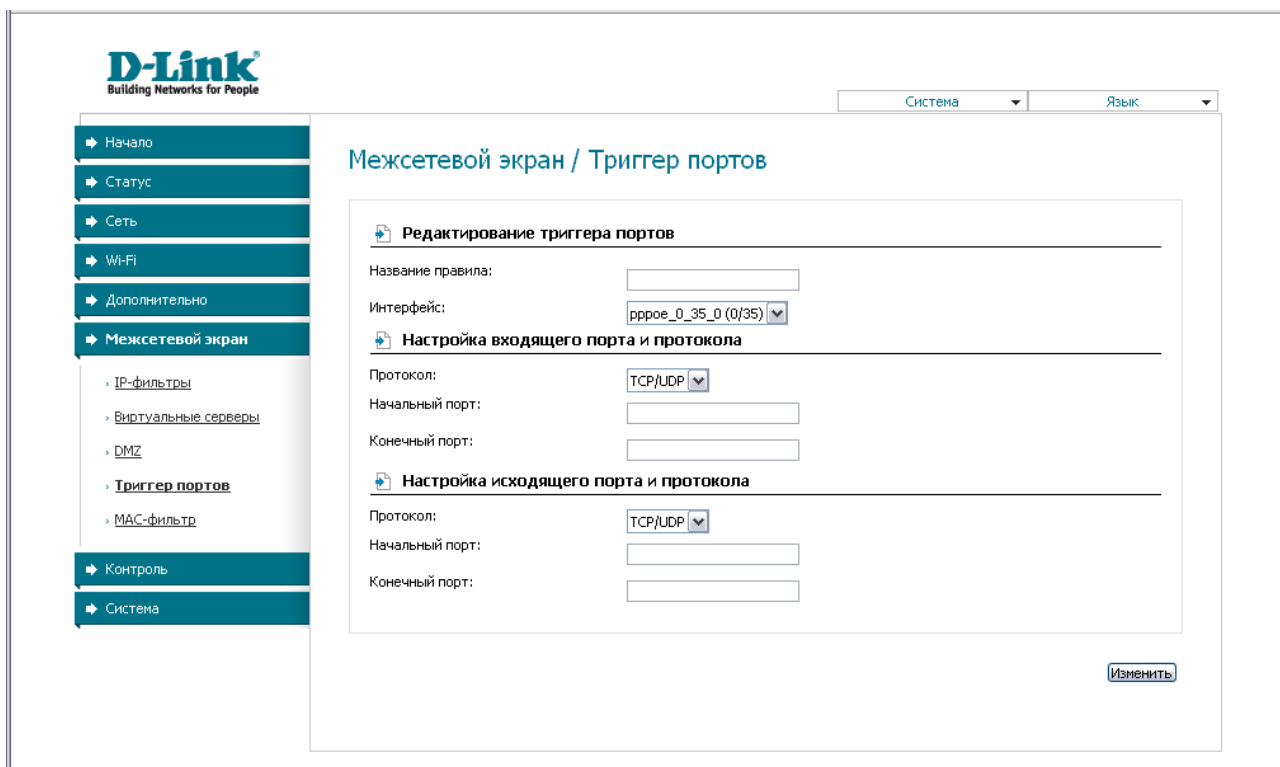 D-Link
Building Networks for People
Система
Язык
Начало
Статус
Сеть
Wi-Fi
Дополнительно
Межсетевой экран
IP-фильтры
Виртуальные серверы
DMZ
Триггер портов
MAC-фильтр
Контроль
Система
Межсетевой экран / Триггер портов
Редактирование триггера портов
Название правила:
Интерфейс:
pppoe_0_35_0 (0/35)
Настройка входящего порта и протокола
Протокол:
TCP/UDP
Начальный порт:
Конечный порт:
Настройка исходящего порта и протокола
Протокол:
TCP/UDP
Начальный порт:
Конечный порт:
Изменить